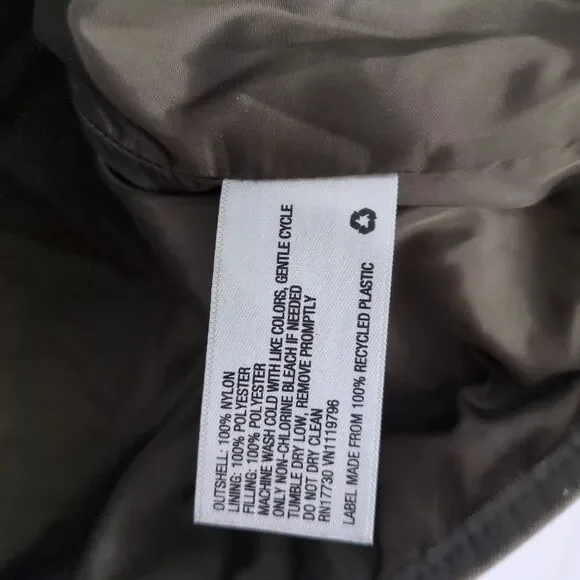 OUTSHELL: 100% NYLON
LINING: 100% POLYESTER
FILLING: 100% POLYESTER
MACHINE WASH COLD WITH LIKE COLORS, GENTLE CYCLE
ONLY NON-CHLORINE BLEACH IF NEEDED
TUMBLE DRY LOW, REMOVE PROMPTLY
DO NOT DRY CLEAN
RN17730 VN1119796
LABEL MADE FROM 100% RECYCLED PLASTIC